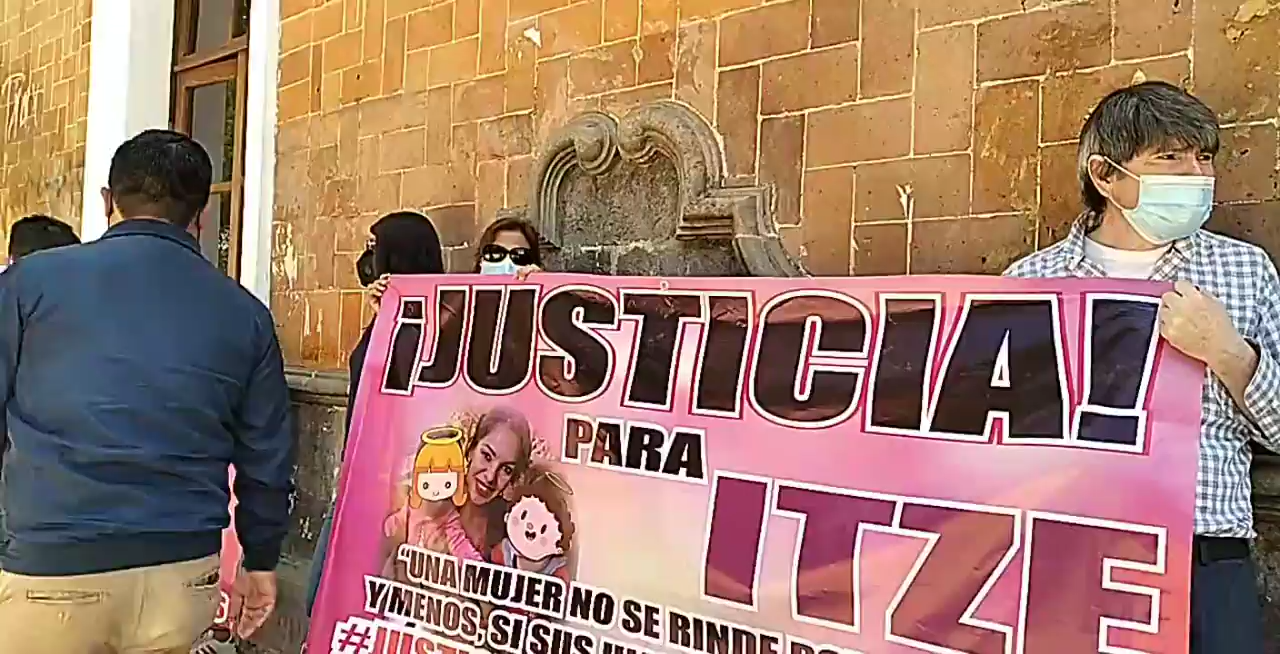 ¡JUSTICIA!
PARA
ITZE
“UNA MUJER NO SE RINDE
Y MENOS, SI SUS